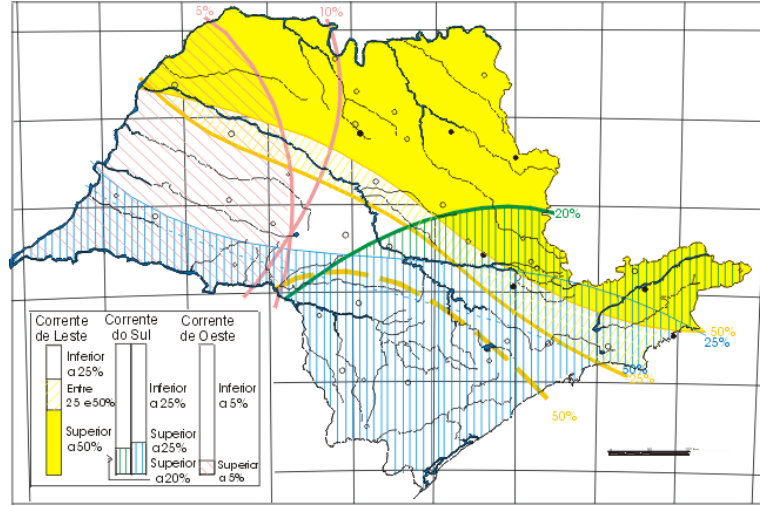 5%
10%
20%
50%
25%
50%
25%
50%
Corrente de Leste
Inferior a 25%
Entre 25 e 50%
Superior a 50%
Corrente do Sul
Inferior a 25%
Superior a 25%
Superior a 20%
Corrente de Oeste
Inferior a 5%
Superior a 5%